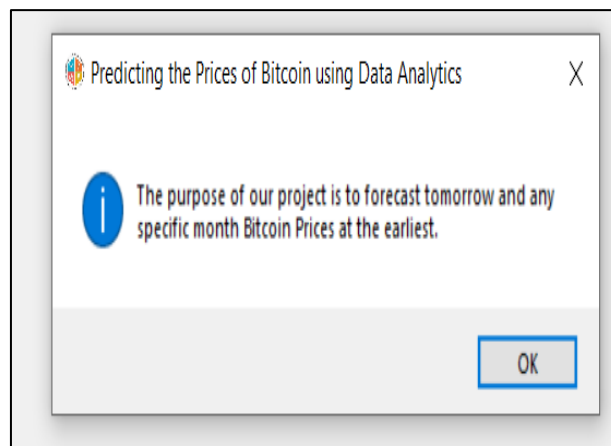 Predicting the Prices of Bitcoin using Data Analytics
The purpose of our project is to forecast tomorrow and any
specific month Bitcoin Prices at the earliest.
OK